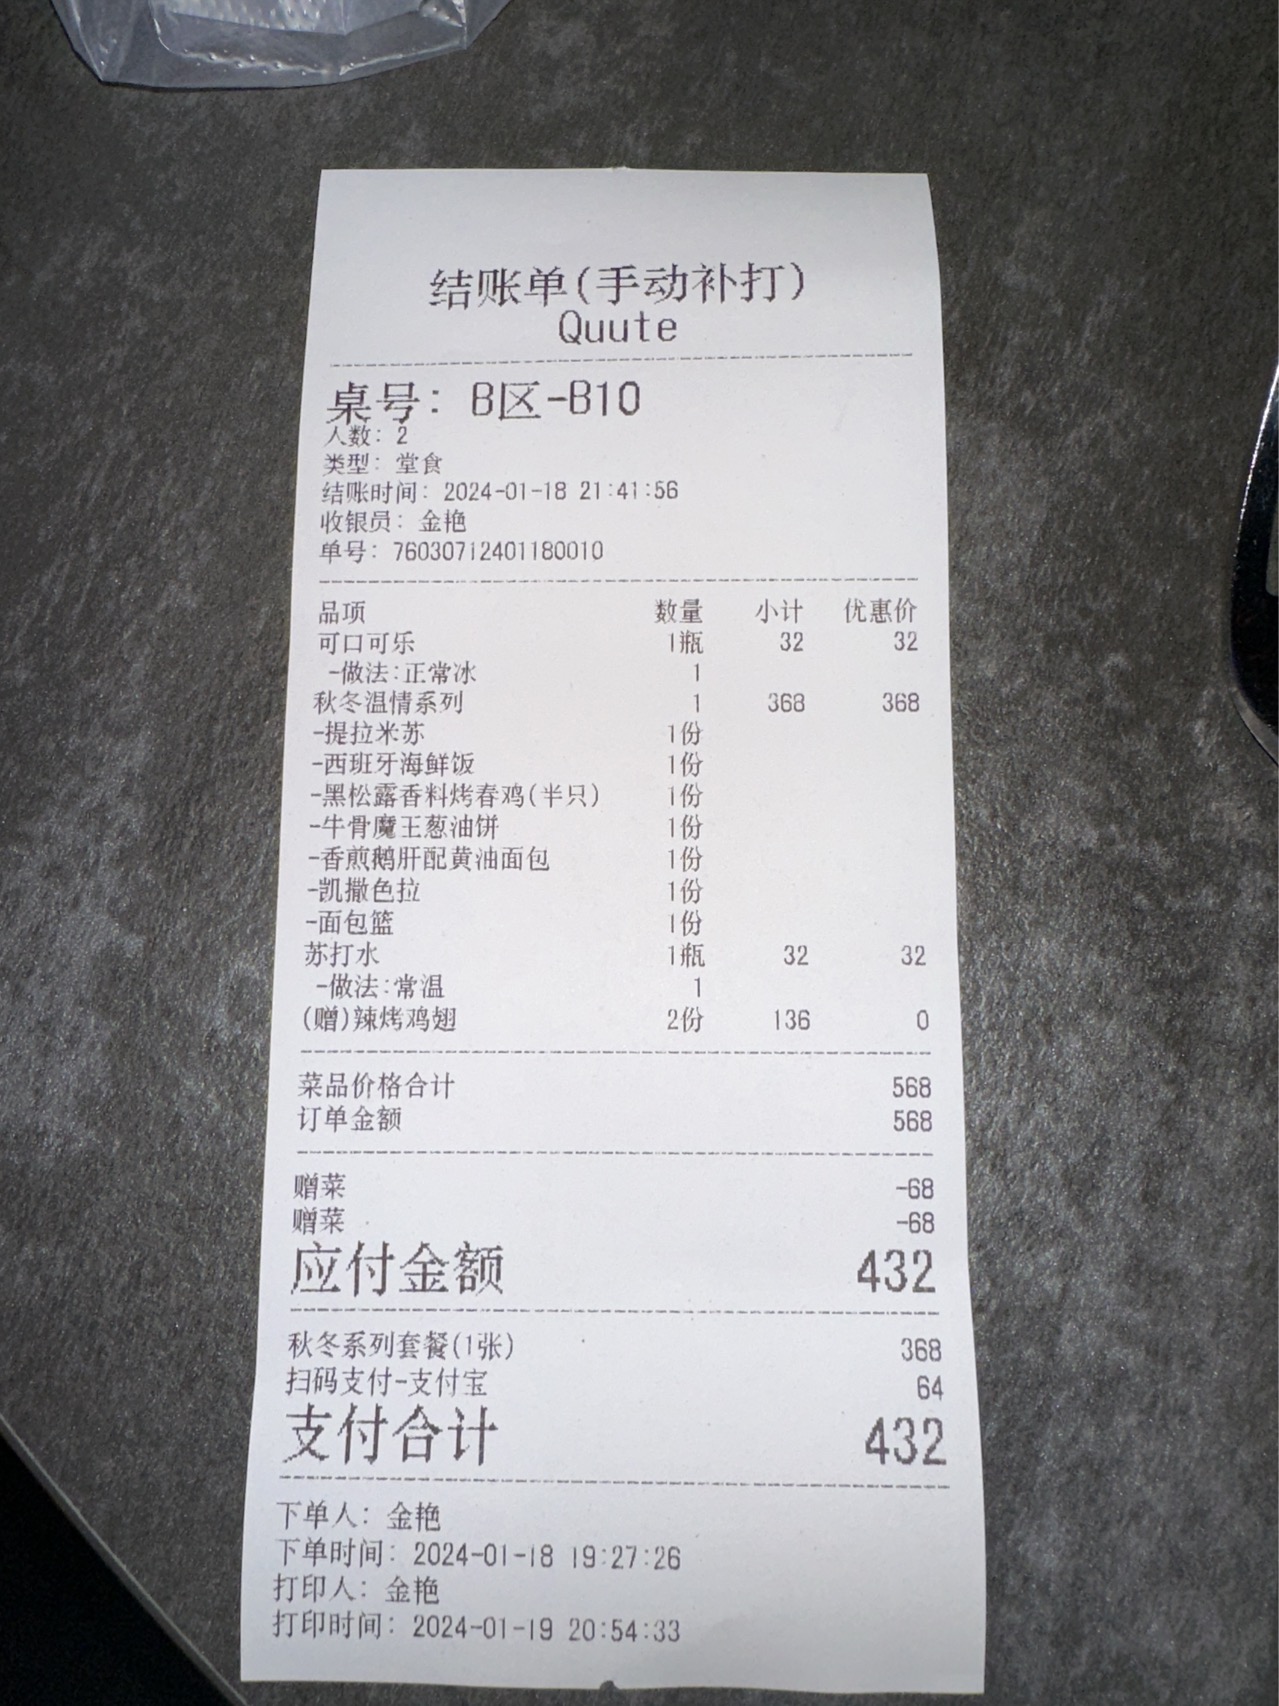 结账单(手动补打)
Quute
桌号: B区-B10
人数: 2
类型: 堂食
结账时间: 2024-01-18 21:41:56
收银员: 金艳
单号: 76030712401180010
品项 数量 小计 优惠价
可口可乐 1瓶 32 32
-做法:正常冰 1
秋冬温情系列 1 368 368
-提拉米苏 1份
-西班牙海鲜饭 1份
-黑松露香料烤春鸡(半只) 1份
-牛骨魔王葱油饼 1份
-香煎鹅肝配黄油面包 1份
-凯撒色拉 1份
-面包篮 1份
苏打水 1瓶 32 32
-做法:常温 1
(赠)辣烤鸡翅 2份 136 0
菜品价格合计 568
订单金额 568
赠菜 -68
赠菜 -68
应付金额 432
秋冬系列套餐(1张) 368
扫码支付-支付宝 64
支付合计 432
下单人: 金艳
下单时间: 2024-01-18 19:27:26
打印人: 金艳
打印时间: 2024-01-19 20:54:33